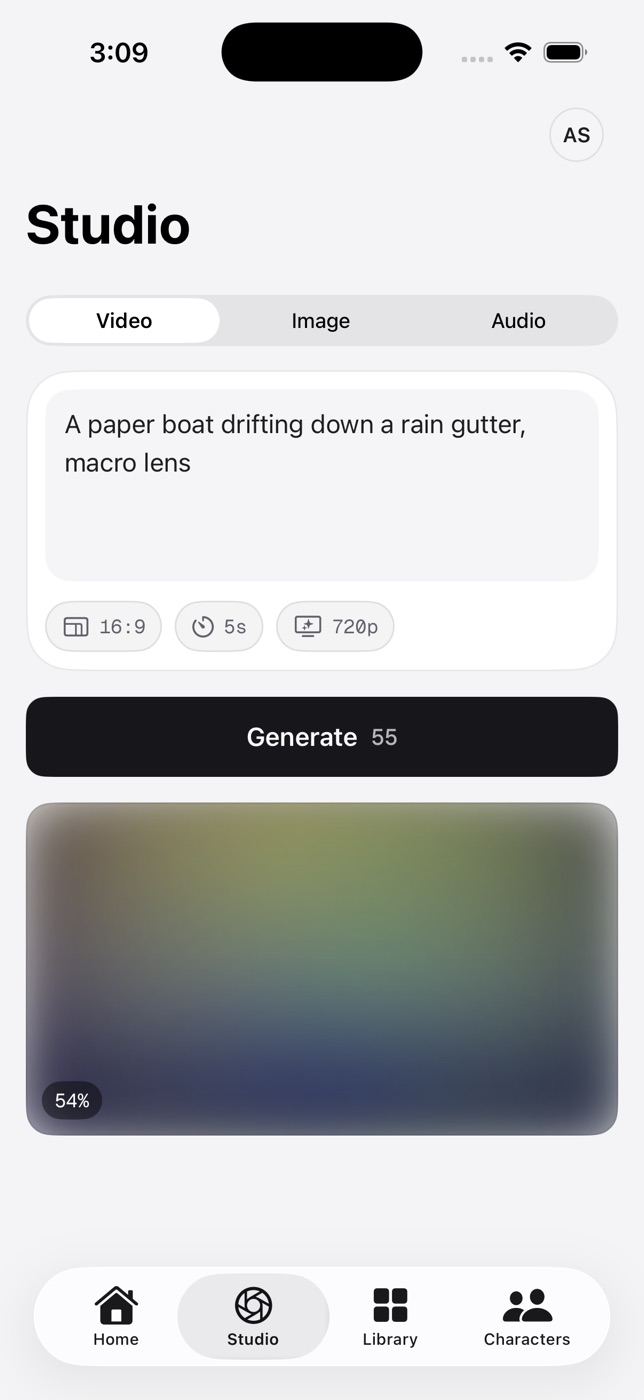 3:09
AS
Studio
Video
Image
Audio
A paper boat drifting down a rain gutter,
macro lens
16:9
5s
720p
Generate 55
54%
Home
Studio
Library
Characters